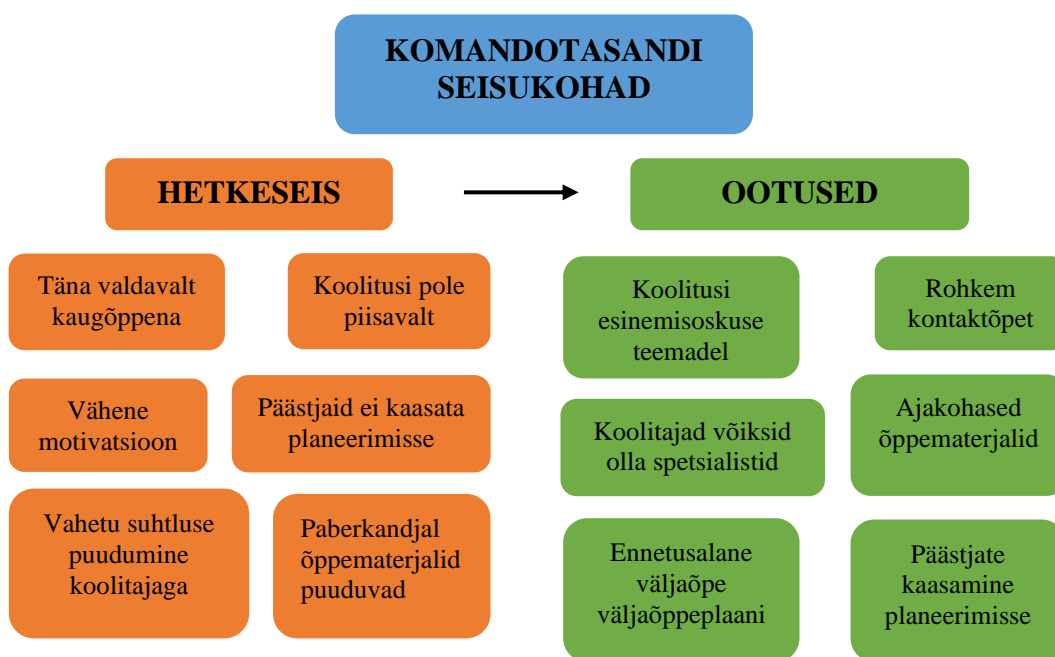 KOMANDOTASANDI
SEISUKOHAD
HETKESEIS
OOTUSED
Täna valdavalt
kaugõppena
Koolitusi pole
piisavalt
Vähene
motivatsioon
Päästjaid ei kaasata
planeerimisse
Vahetu suhtluse
puudumine
koolitajaga
Paberkandjal
õppematerjalid
puuduvad
Koolitusi
esinemisoskuse
teemadel
Rohkem
kontaktõpet
Koolitajad võiksid
olla spetsialistid
Ajakohased
õppematerjalid
Ennetusalane
väljaõpe
väljaõppeplaani
Päästjate
kaasamine
planeerimisse